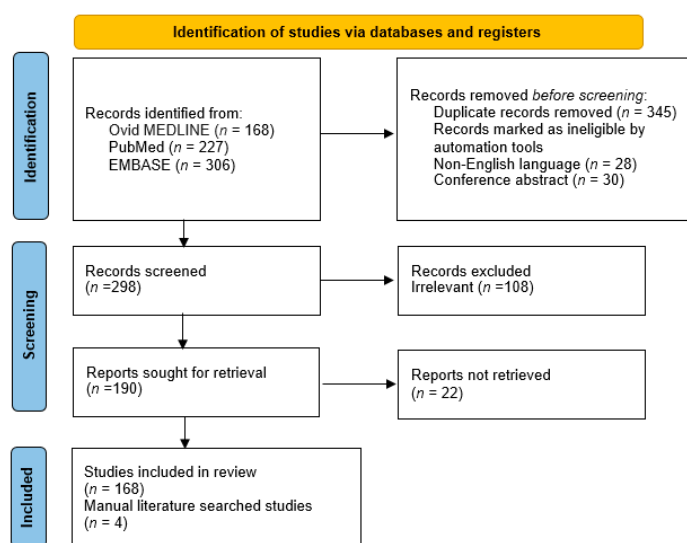 Identification of studies via databases and registers
Identification
Records identified from:
Ovid MEDLINE (n = 168)
PubMed (n = 227)
EMBASE (n = 306)
Records removed before screening:
Duplicate records removed (n = 345)
Records marked as ineligible by
automation tools
Non-English language (n = 28)
Conference abstract (n = 30)
Screening
Records screened
(n =298)
Records excluded
Irrelevant (n =108)
Reports sought for retrieval
(n =190)
Reports not retrieved
(n = 22)
Included
Studies included in review
(n = 168)
Manual literature searched studies
(n = 4)